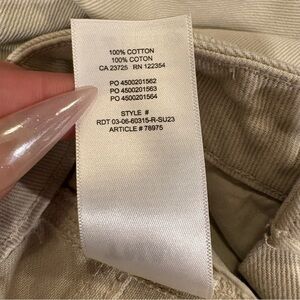 100% COTTON
100% COTON
CA 23725 RN 122354
PO 4500201562
PO 4500201563
PO 4500201564
STYLE #
RDT 03-06-60315-R-SU23
ARTICLE # 78975